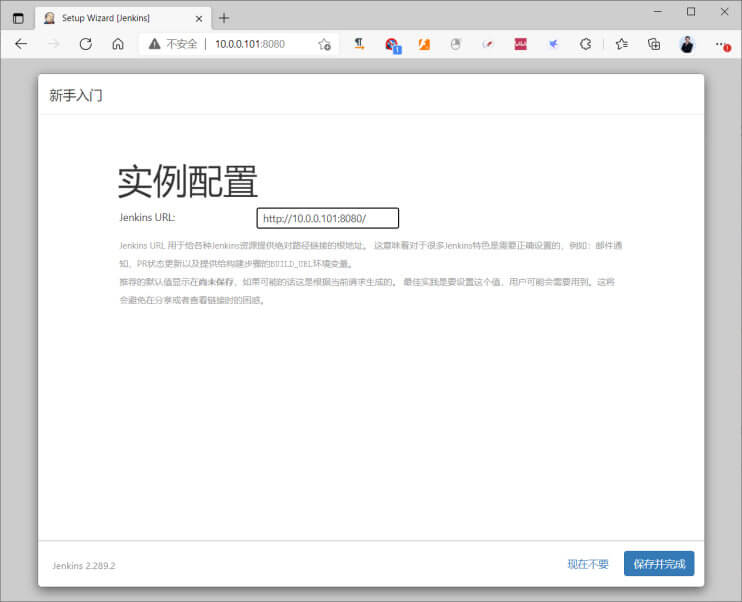 Setup Wizard [Jenkins]
不安全 | 10.0.0.101:8080
新手入门
实例配置
Jenkins URL: http://10.0.0.101:8080/
Jenkins URL 用于给各种Jenkins资源提供绝对路径链接的根地址。 这意味着对于很多Jenkins特色是需要正确设置的，例如：邮件通
知、PR状态更新以及提供给构建步骤的BUILD_URL环境变量。
推荐的默认值显示在尚未保存，如果可能的话这是根据当前请求生成的。 最佳实践是要设置这个值，用户可能会需要用到。这将
会避免在分享或者查看链接时的困惑。
Jenkins 2.289.2
现在不要
保存并完成